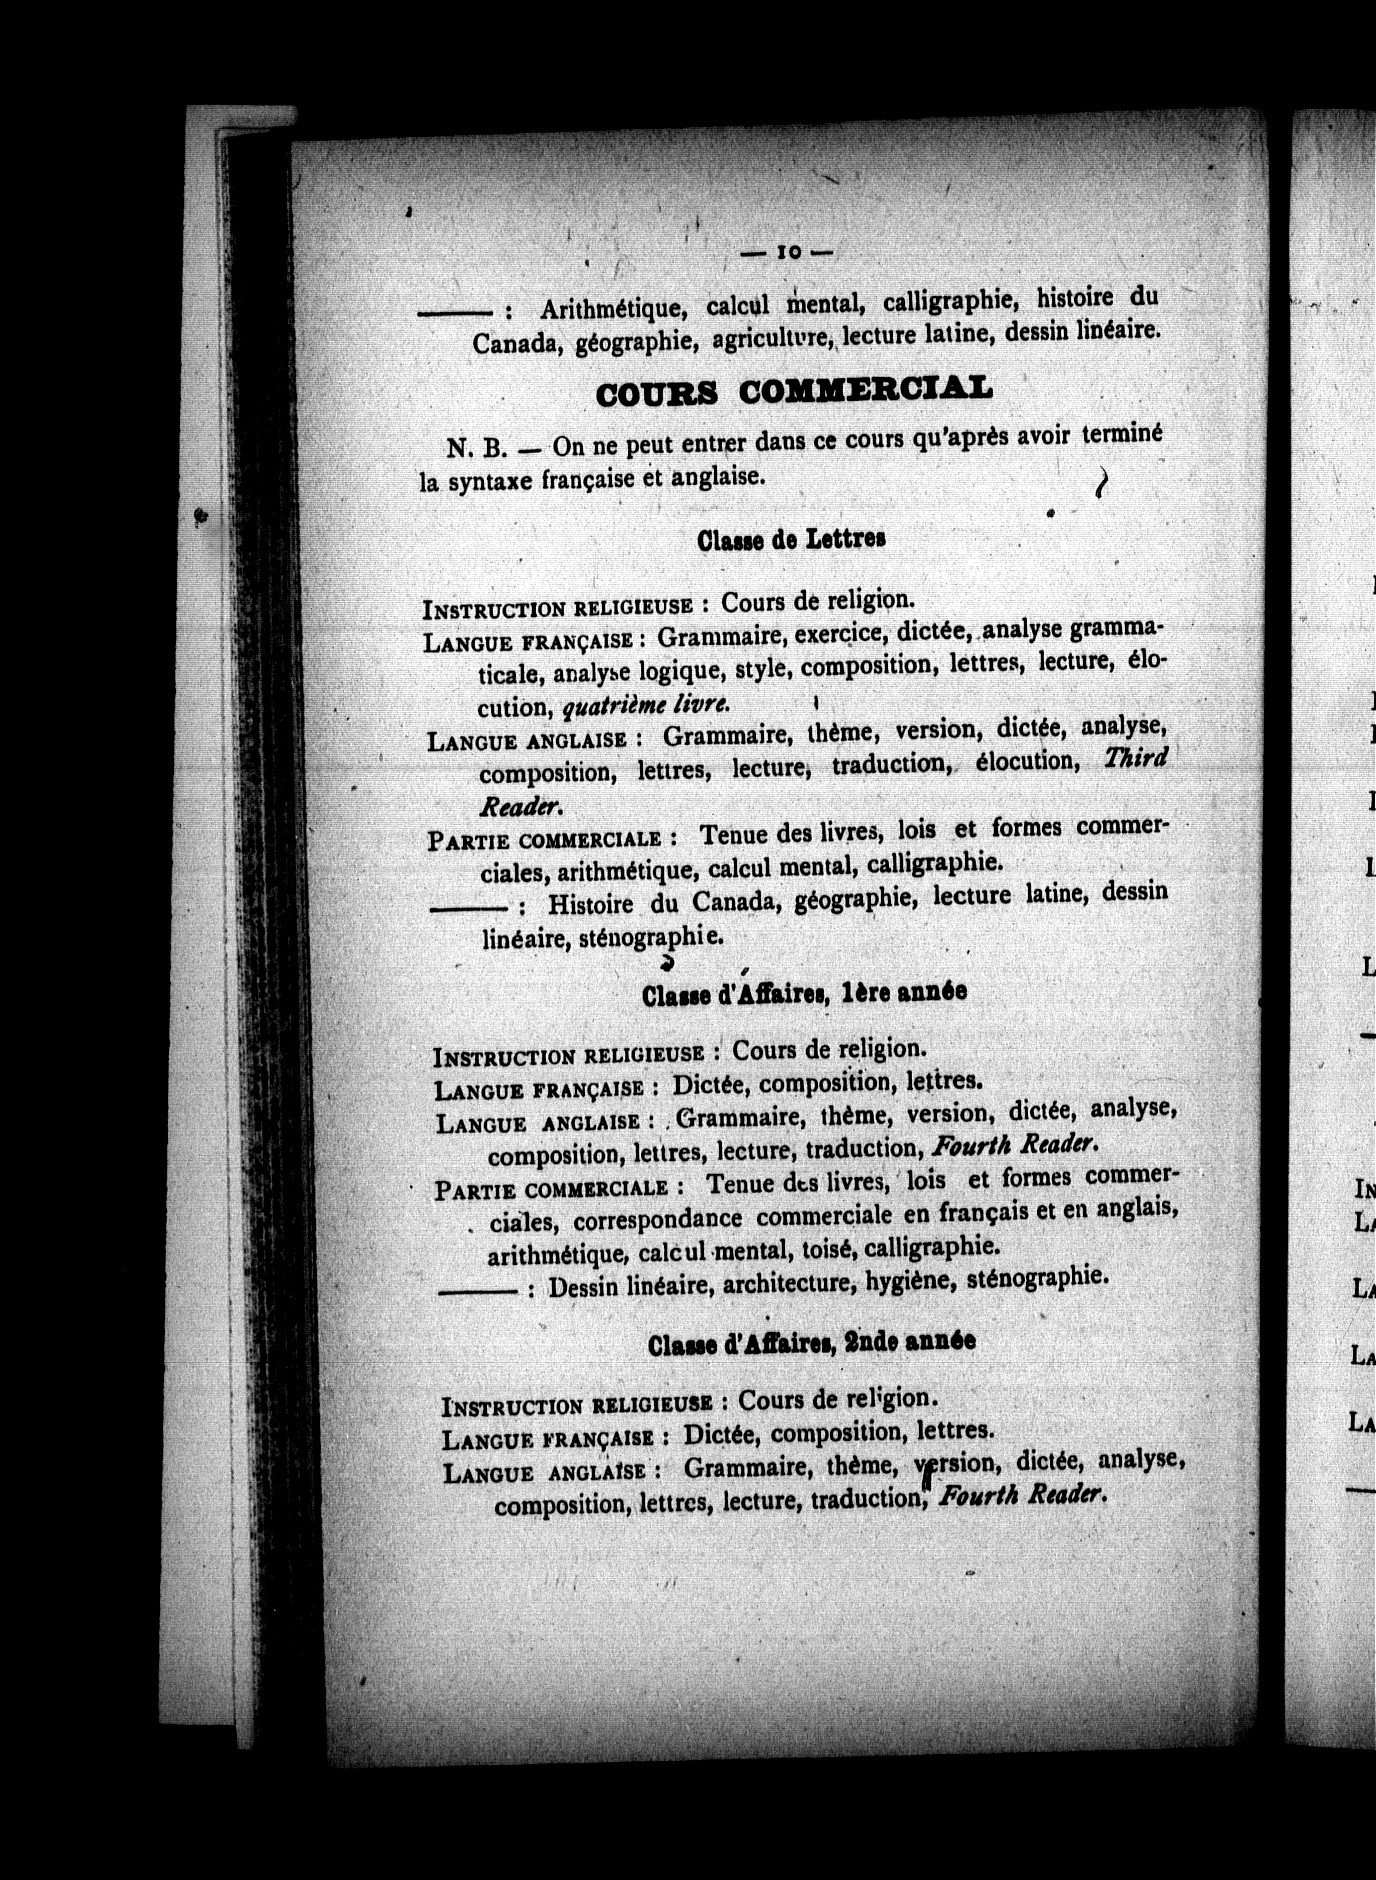 — 10 —
——— : Arithmétique, calcul mental, calligraphie, histoire du
Canada, géographie, agriculture, lecture latine, dessin linéaire.
COURS COMMERCIAL
N. B. — On ne peut entrer dans ce cours qu'après avoir terminé
la syntaxe française et anglaise.
Classe de Lettres
INSTRUCTION RELIGIEUSE : Cours de religion.
LANGUE FRANÇAISE : Grammaire, exercice, dictée, analyse gramma-
ticale, analyse logique, style, composition, lettres, lecture, élo-
cution, quatrième livre.
LANGUE ANGLAISE : Grammaire, thème, version, dictée, analyse,
composition, lettres, lecture, traduction, élocution, Third
Reader.
PARTIE COMMERCIALE : Tenue des livres, lois et formes commer-
ciales, arithmétique, calcul mental, calligraphie.
——— : Histoire du Canada, géographie, lecture latine, dessin
linéaire, sténographie.
Classe d'Affaires, 1ère année
INSTRUCTION RELIGIEUSE : Cours de religion.
LANGUE FRANÇAISE : Dictée, composition, lettres.
LANGUE ANGLAISE : Grammaire, thème, version, dictée, analyse,
composition, lettres, lecture, traduction, Fourth Reader.
PARTIE COMMERCIALE : Tenue des livres, lois et formes commer-
ciales, correspondance commerciale en français et en anglais,
arithmétique, calcul mental, toisé, calligraphie.
——— : Dessin linéaire, architecture, hygiène, sténographie.
Classe d'Affaires, 2nde année
INSTRUCTION RELIGIEUSE : Cours de religion.
LANGUE FRANÇAISE : Dictée, composition, lettres.
LANGUE ANGLAISE : Grammaire, thème, version, dictée, analyse,
composition, lettres, lecture, traduction, Fourth Reader.